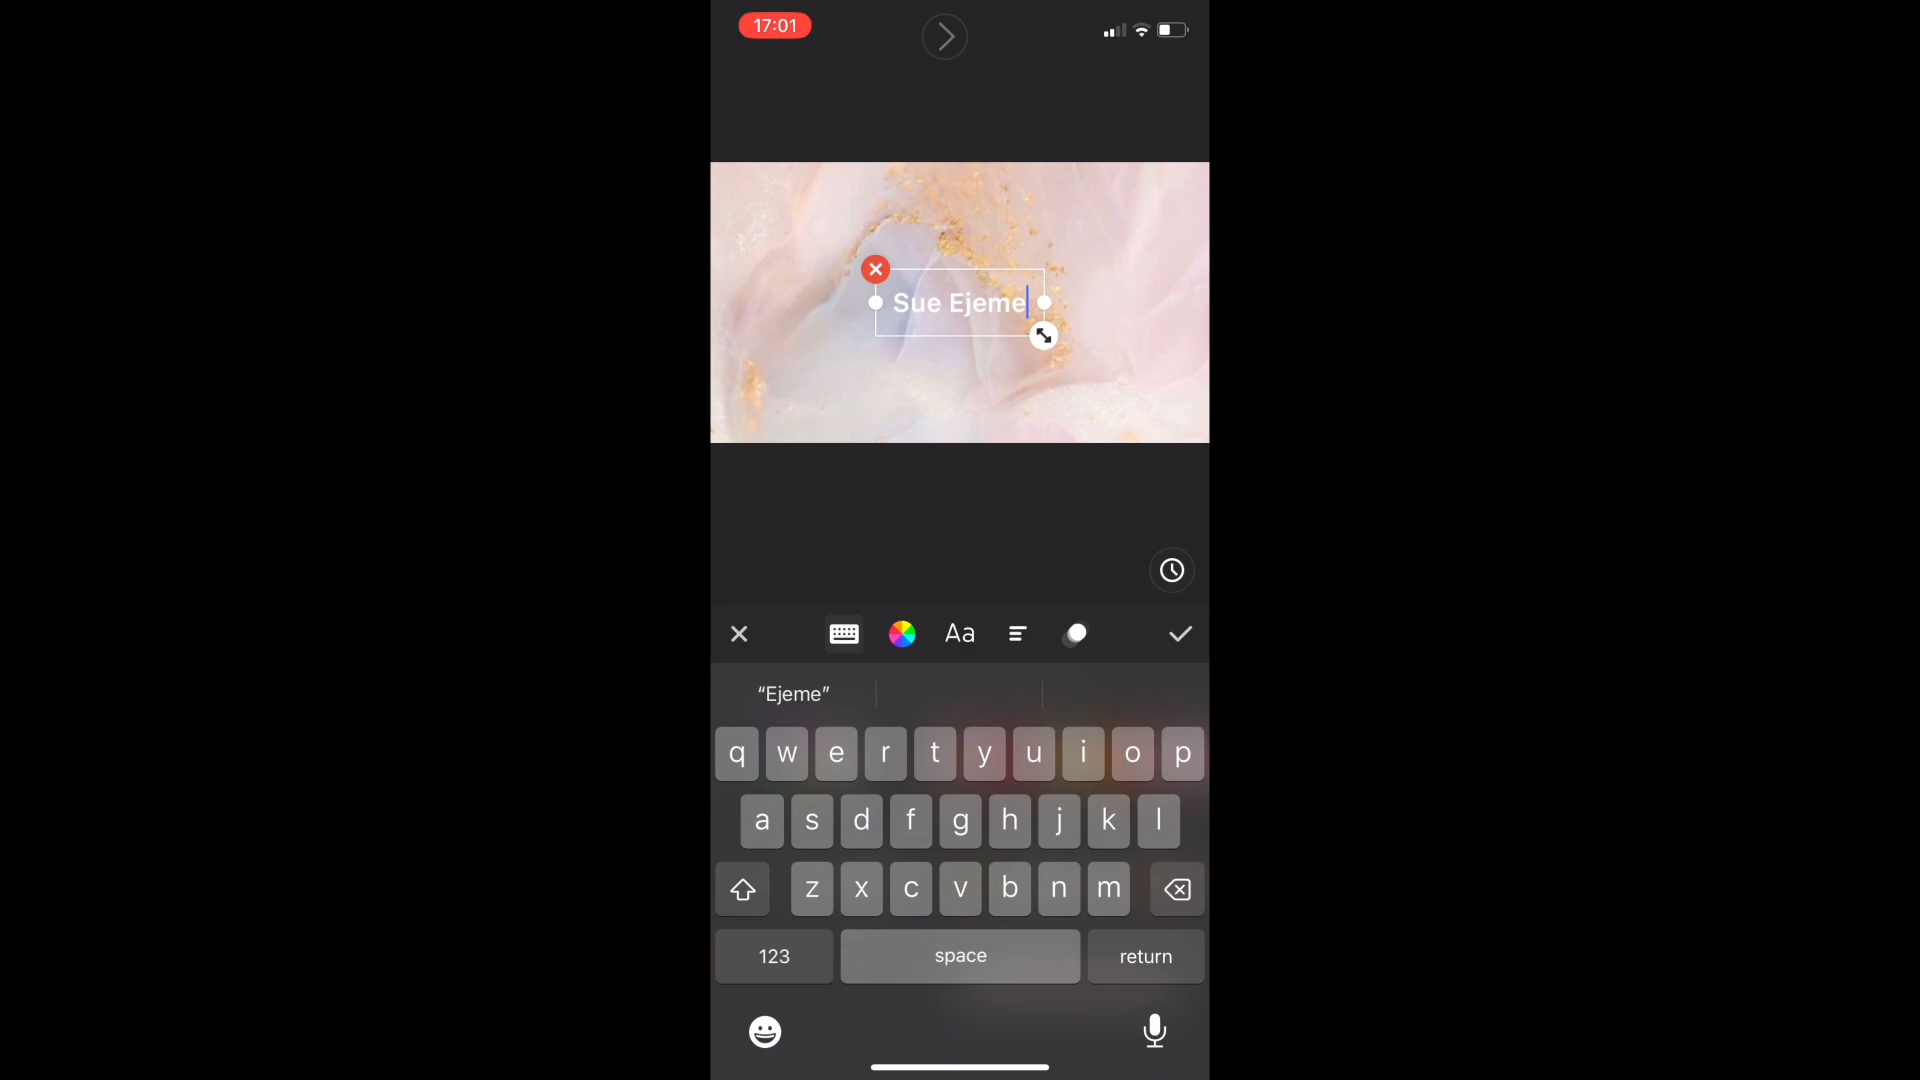 17:01
Sue Ejeme
Aa
“Ejeme”
q w e r t y u i o p
a s d f g h j k l
z x c v b n m
123 space return